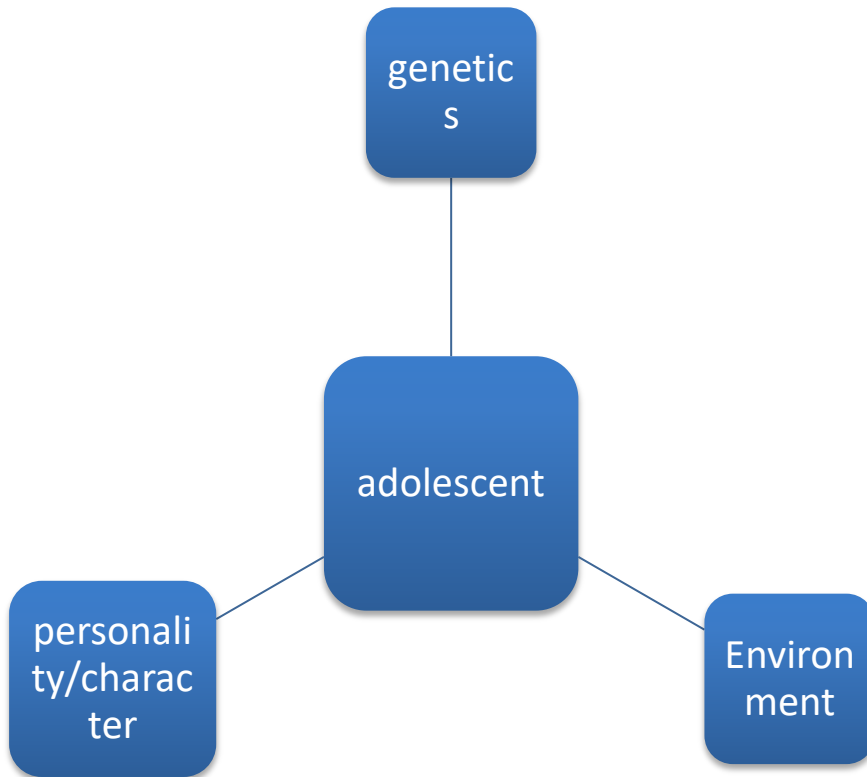 genetic
s
adolescent
personali
ty/charac
ter
Environ
ment